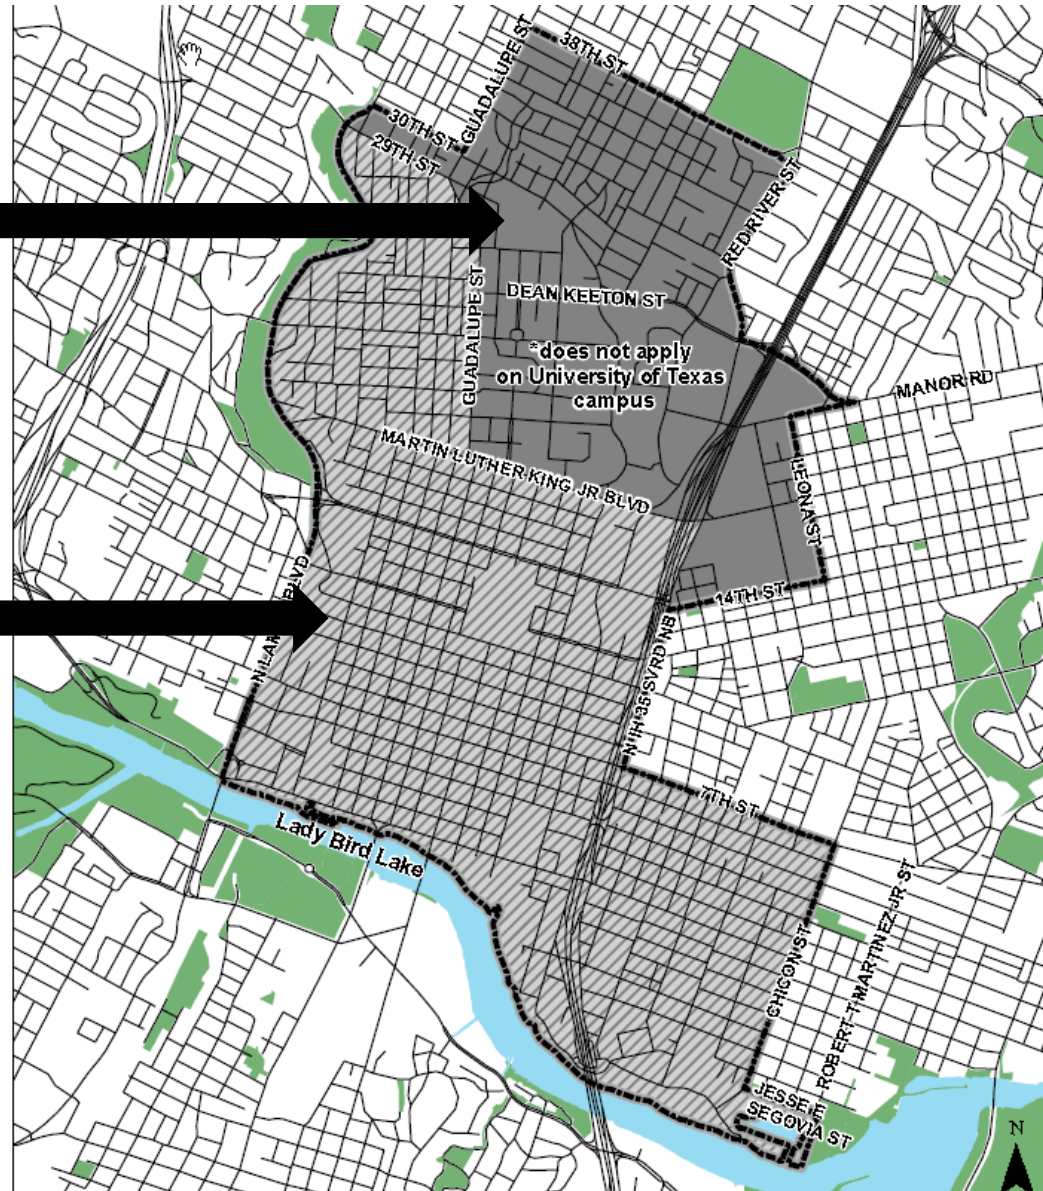 38TH ST
GUADALUPE ST
30TH ST
29TH ST
RED RIVER ST
GUADALUPE ST
DEAN KEETON ST
*does not apply
on University of Texas
campus
MANOR RD
MARTIN LUTHER KING JR BLVD
LEONA ST
BLVD
14TH ST
N LAM
N IH 35 SVRD NB
7TH ST
Lady Bird Lake
CHICON ST
ROBERT T MARTINEZ JR ST
JESSE E
SEGOVIA ST
N